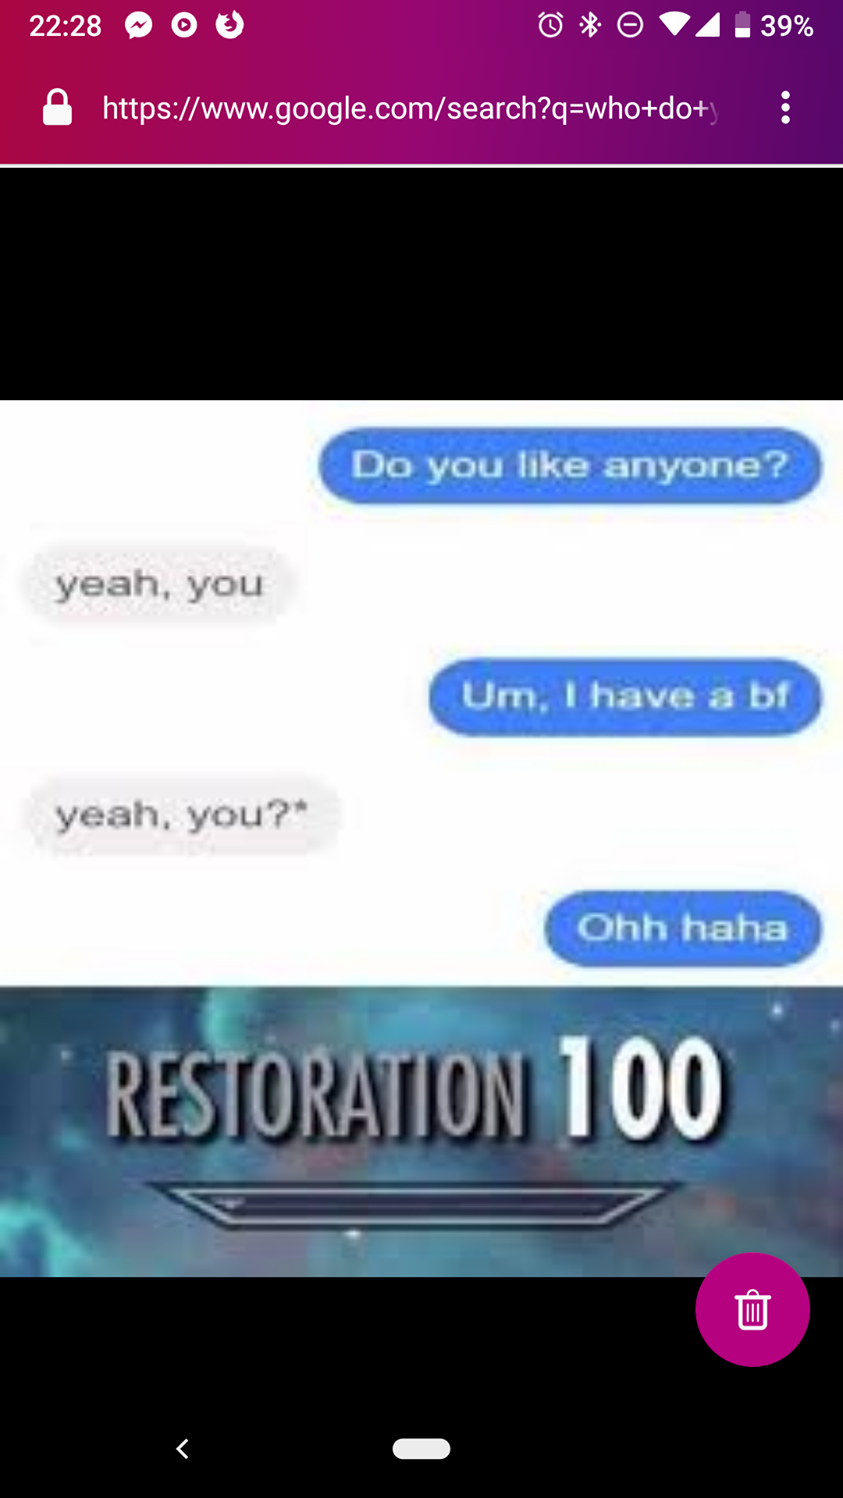 22:28
39%
https://www.google.com/search?q=who+do+y
Do you like anyone?
yeah, you
Um, I have a bf
yeah, you?*
Ohh haha
RESTORATION 100